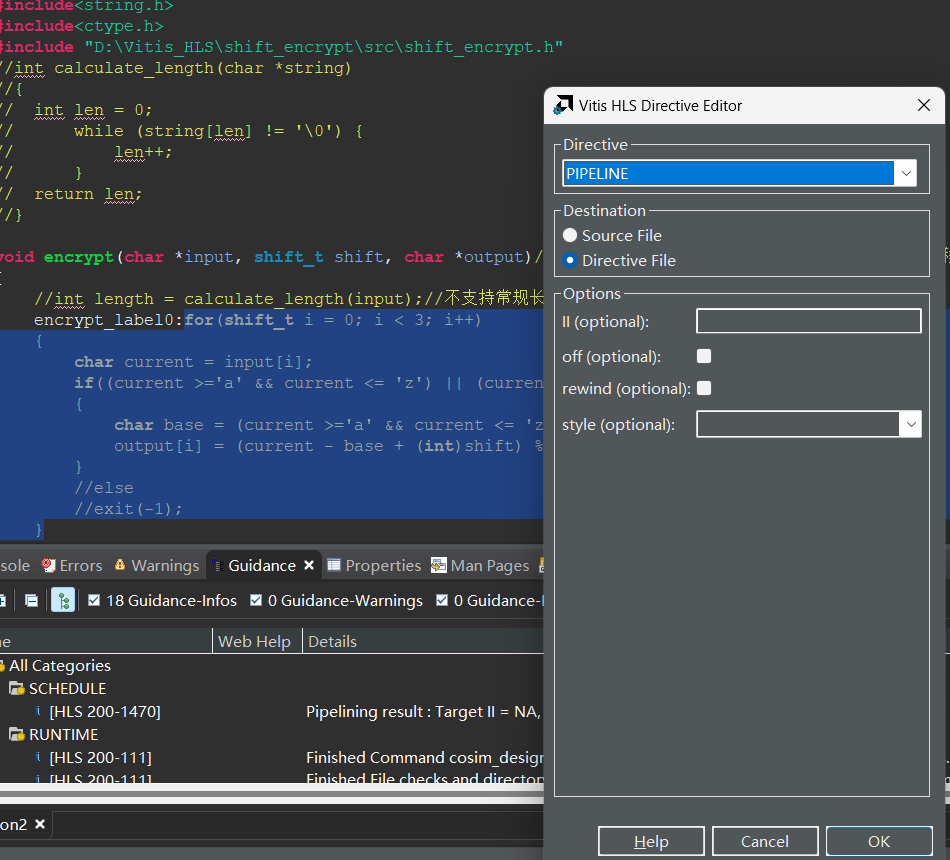 #include<string.h>
#include<ctype.h>
#include "D:\Vitis_HLS\shift_encrypt\src\shift_encrypt.h"
//int calculate_length(char *string)
//{
// int len = 0;
// while (string[len] != '\0') {
// len++;
// }
// return len;
//}
void encrypt(char *input, shift_t shift, char *output)/
{
//int length = calculate_length(input);//不支持常规长
encrypt_label0:for(shift_t i = 0; i < 3; i++)
{
char current = input[i];
if((current >='a' && current <= 'z') || (curren
{
char base = (current >='a' && current <= 'z
output[i] = (current - base + (int)shift) %
}
//else
//exit(-1);
}
Vitis HLS Directive Editor
Directive
PIPELINE
Destination
Source File
Directive File
Options
II (optional):
off (optional):
rewind (optional):
style (optional):
Help
Cancel
OK
sole
Errors
Warnings
Guidance
Properties
Man Pages
18 Guidance-Infos
0 Guidance-Warnings
0 Guidance-
e
Web Help
Details
All Categories
SCHEDULE
[HLS 200-1470]
Pipelining result : Target II = NA,
RUNTIME
[HLS 200-111]
Finished Command cosim_design
[HLS 200-111]
Finished File checks and director
on2